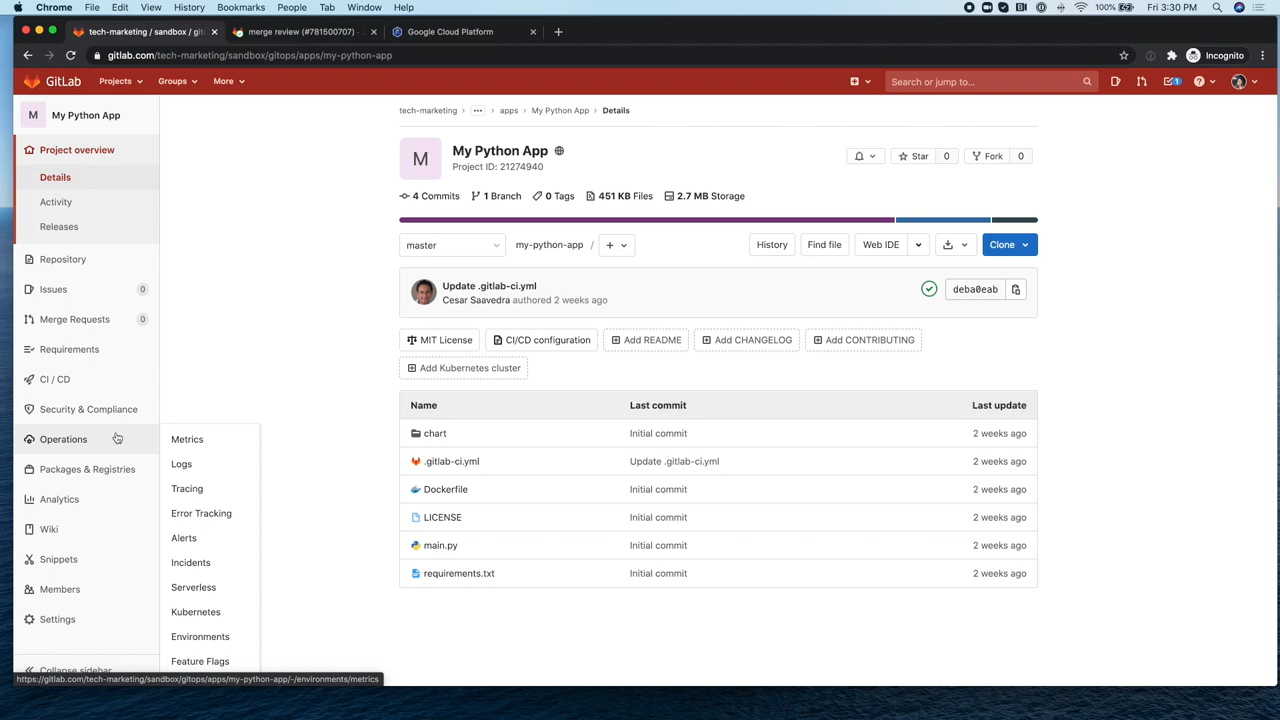 Chrome File Edit View History Bookmarks People Tab Window Help 100% Fri 3:30 PM
tech-marketing / sandbox / git merge review (#781500707) · Google Cloud Platform
gitlab.com/tech-marketing/sandbox/gitops/apps/my-python-app Incognito
GitLab Projects Groups More Search or jump to... 1
M My Python App
Project overview
Details
Activity
Releases
Repository
Issues 0
Merge Requests 0
Requirements
CI / CD
Security & Compliance
Operations
Packages & Registries
Analytics
Wiki
Snippets
Members
Settings
Collapse sidebar
Metrics
Logs
Tracing
Error Tracking
Alerts
Incidents
Serverless
Kubernetes
Environments
Feature Flags
https://gitlab.com/tech-marketing/sandbox/gitops/apps/my-python-app/-/environments/metrics
tech-marketing › ... › apps › My Python App › Details
M My Python App
Project ID: 21274940
Star 0 Fork 0
4 Commits 1 Branch 0 Tags 451 KB Files 2.7 MB Storage
master my-python-app / + History Find file Web IDE Clone
Update .gitlab-ci.yml
Cesar Saavedra authored 2 weeks ago
deba0eab
MIT License CI/CD configuration Add README Add CHANGELOG Add CONTRIBUTING
Add Kubernetes cluster
Name Last commit Last update
chart Initial commit 2 weeks ago
.gitlab-ci.yml Update .gitlab-ci.yml 2 weeks ago
Dockerfile Initial commit 2 weeks ago
LICENSE Initial commit 2 weeks ago
main.py Initial commit 2 weeks ago
requirements.txt Initial commit 2 weeks ago